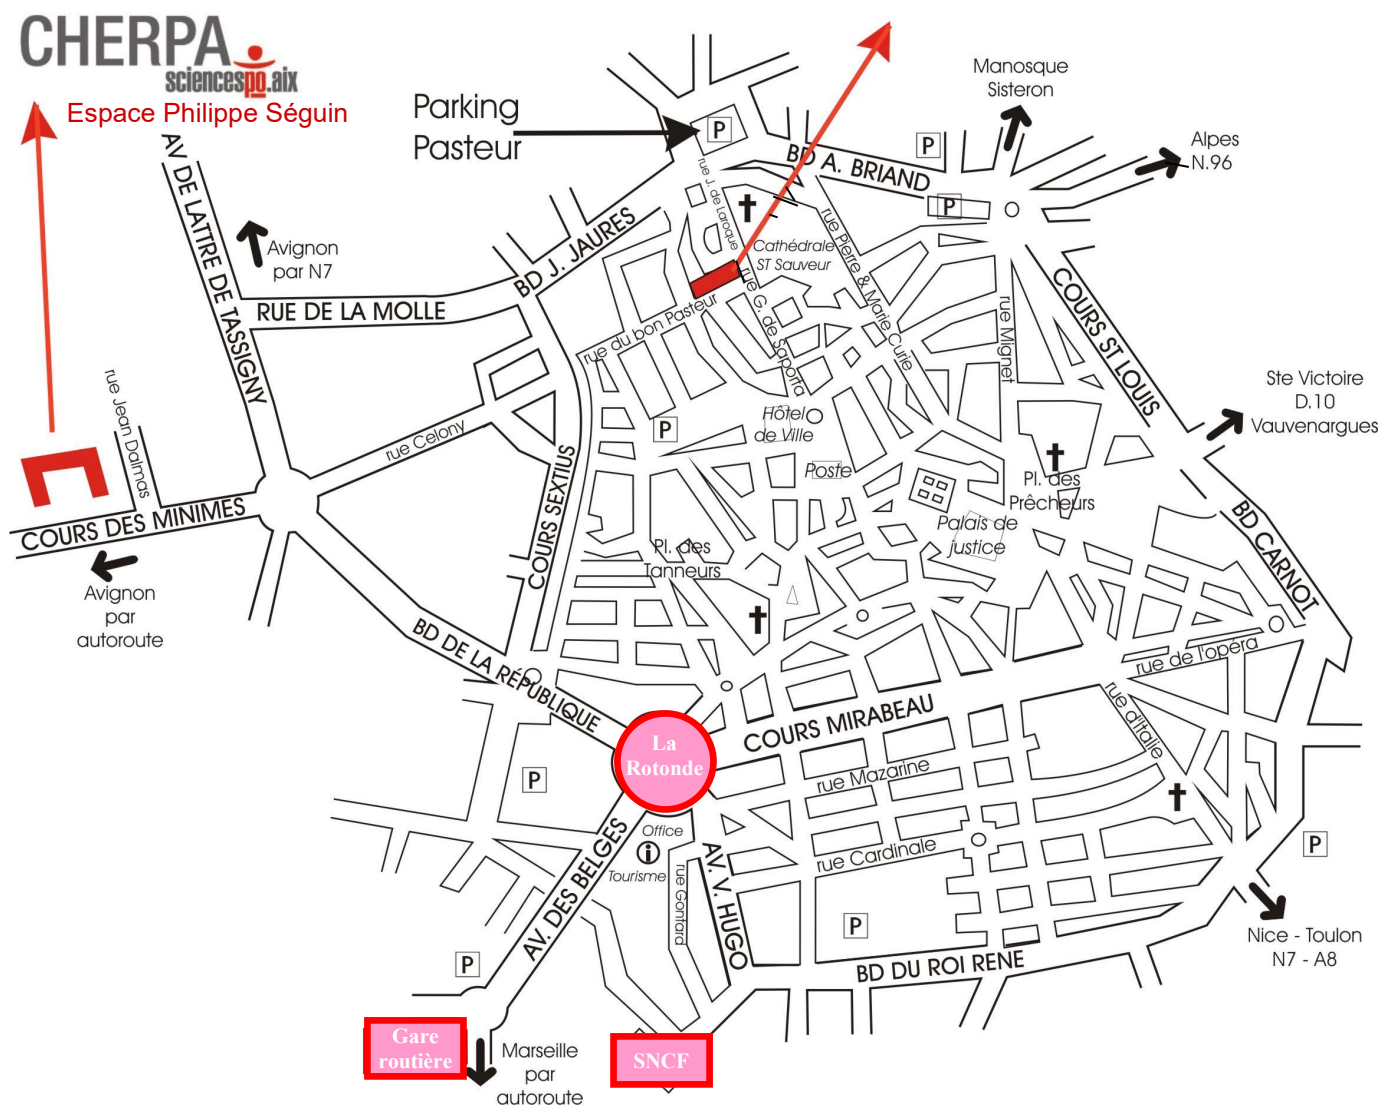 CHERPA
sciencespo.aix
Espace Philippe Séguin
Parking
Pasteur
P
Manosque
Sisteron
Alpes
N.96
P
P
BD A. BRIAND
AV DE LATTRE DE TASSIGNY
Avignon
par N7
RUE DE LA MOLLE
BD J. JAURES
rue J. de Laroque
Cathédrale
ST Sauveur
rue Pierre & Marie Curie
rue du bon Pasteur
rue G. de Saporta
rue Mignet
COURS ST LOUIS
Ste Victoire
D.10
Vauvenargues
rue Jean Dalmas
rue Celony
P
Hôtel
de Ville
Poste
Pl. des
Prêcheurs
Palais de
justice
COURS DES MINIMES
COURS SEXTIUS
Pl. des
Tanneurs
BD CARNOT
Avignon
par
autoroute
BD DE LA RÉPUBLIQUE
rue de l'opéra
rue d'Italie
La
Rotonde
COURS MIRABEAU
rue Mazarine
P
Office
i
Tourisme
rue Cardinale
P
AV. DES BELGES
rue Gontard
AV. V. HUGO
P
P
BD DU ROI RENE
Nice - Toulon
N7 - A8
Gare
routière
SNCF
Marseille
par
autoroute